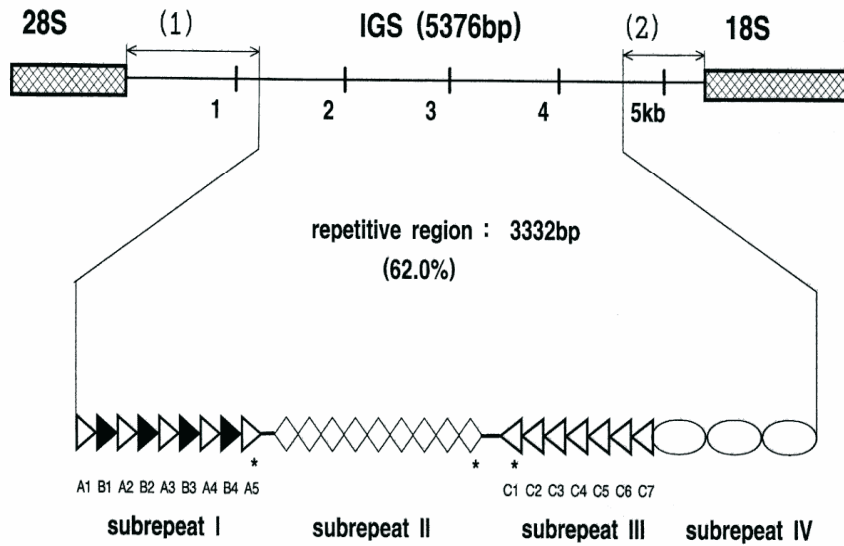 28S (1) IGS (5376bp) (2) 18S
1 2 3 4 5kb
repetitive region : 3332bp
(62.0%)
* * *
A1 B1 A2 B2 A3 B3 A4 B4 A5 C1 C2 C3 C4 C5 C6 C7
subrepeat I subrepeat II subrepeat III subrepeat IV